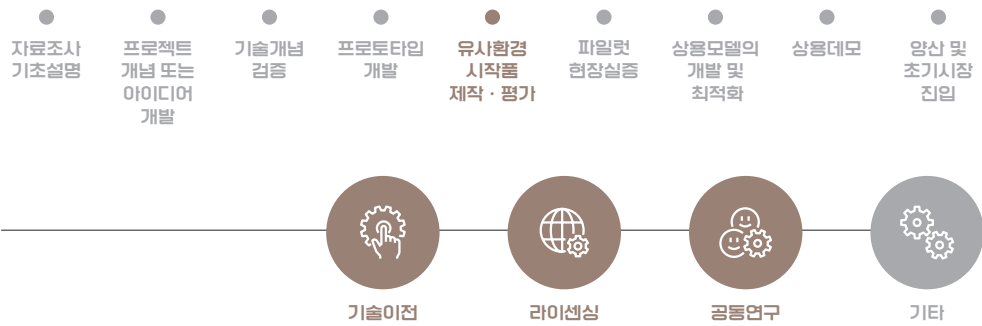 자료조사
기초설명
프로젝트
개념 또는
아이디어
개발
기술개념
검증
프로토타입
개발
유사환경
시작품
제작 · 평가
파일럿
현장실증
상용모델의
개발 및
최적화
상용데모
양산 및
초기시장
진입
기술이전
라이센싱
공동연구
기타